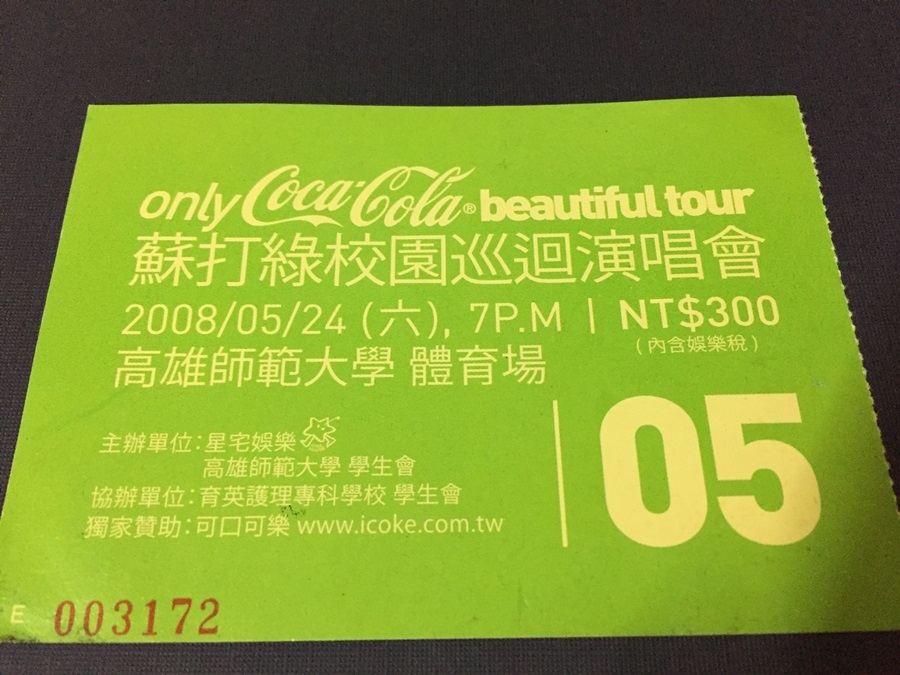 only Coca-Cola® beautiful tour
蘇打綠校園巡迴演唱會
2008/05/24 (六), 7P.M | NT$300
(內含娛樂稅)
高雄師範大學 體育場
主辦單位:星宅娛樂
高雄師範大學 學生會
協辦單位:育英護理專科學校 學生會
獨家贊助:可口可樂 www.icoke.com.tw
05
E 003172